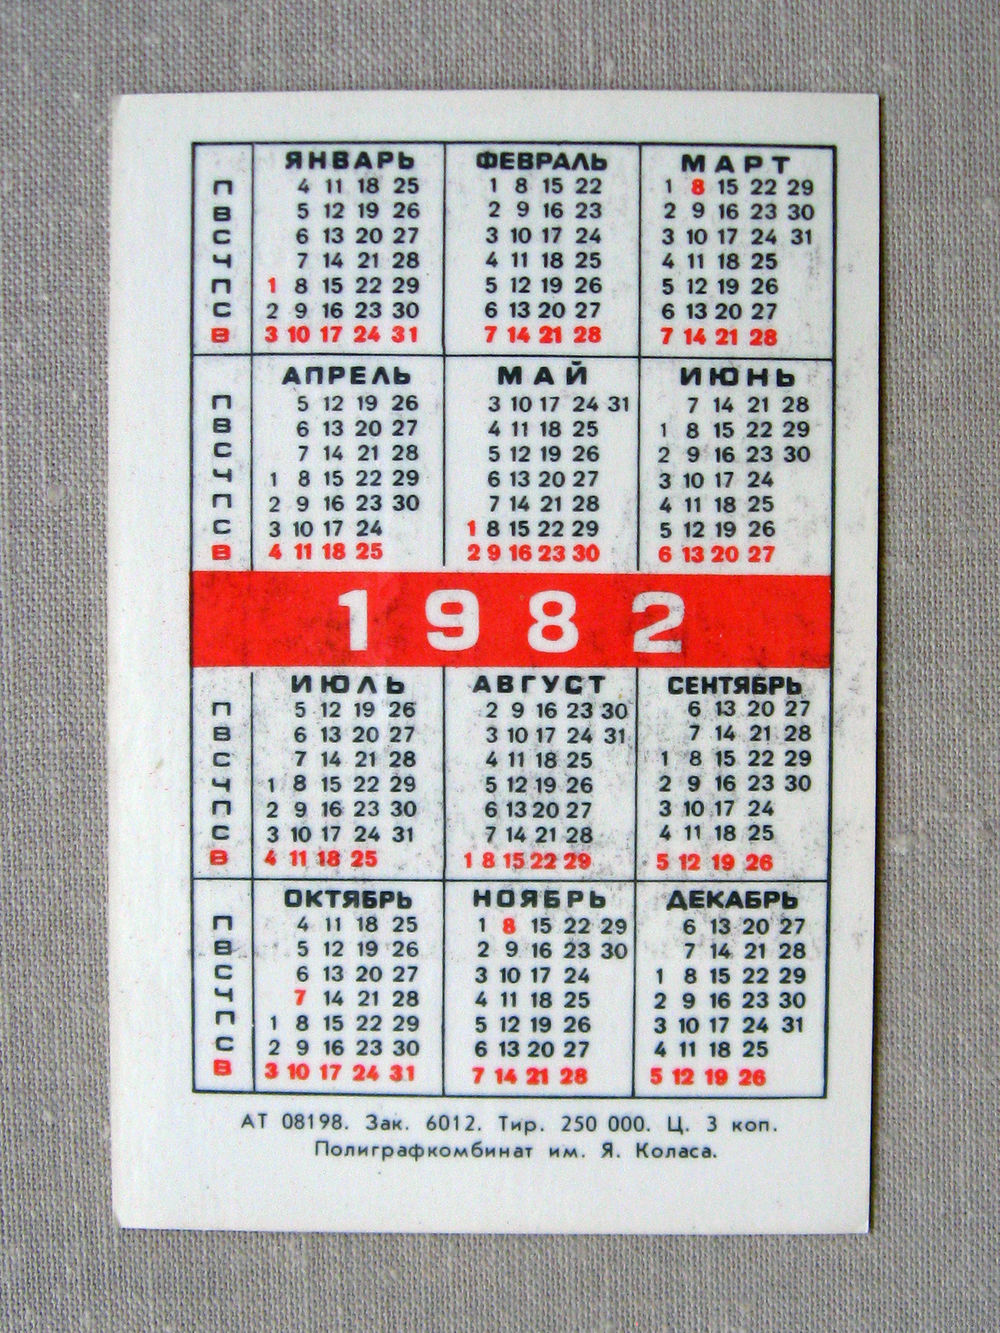 ЯНВАРЬ ФЕВРАЛЬ МАРТ
П 4 11 18 25 1 8 15 22 1 8 15 22 29
В 5 12 19 26 2 9 16 23 2 9 16 23 30
С 6 13 20 27 3 10 17 24 3 10 17 24 31
Ч 7 14 21 28 4 11 18 25 4 11 18 25
П 1 8 15 22 29 5 12 19 26 5 12 19 26
С 2 9 16 23 30 6 13 20 27 6 13 20 27
В 3 10 17 24 31 7 14 21 28 7 14 21 28
АПРЕЛЬ МАЙ ИЮНЬ
П 5 12 19 26 3 10 17 24 31 7 14 21 28
В 6 13 20 27 4 11 18 25 1 8 15 22 29
С 7 14 21 28 5 12 19 26 2 9 16 23 30
Ч 1 8 15 22 29 6 13 20 27 3 10 17 24
П 2 9 16 23 30 7 14 21 28 4 11 18 25
С 3 10 17 24 1 8 15 22 29 5 12 19 26
В 4 11 18 25 2 9 16 23 30 6 13 20 27
1982
ИЮЛЬ АВГУСТ СЕНТЯБРЬ
П 5 12 19 26 2 9 16 23 30 6 13 20 27
В 6 13 20 27 3 10 17 24 31 7 14 21 28
С 7 14 21 28 4 11 18 25 1 8 15 22 29
Ч 1 8 15 22 29 5 12 19 26 2 9 16 23 30
П 2 9 16 23 30 6 13 20 27 3 10 17 24
С 3 10 17 24 31 7 14 21 28 4 11 18 25
В 4 11 18 25 1 8 15 22 29 5 12 19 26
ОКТЯБРЬ НОЯБРЬ ДЕКАБРЬ
П 4 11 18 25 1 8 15 22 29 6 13 20 27
В 5 12 19 26 2 9 16 23 30 7 14 21 28
С 6 13 20 27 3 10 17 24 1 8 15 22 29
Ч 7 14 21 28 4 11 18 25 2 9 16 23 30
П 1 8 15 22 29 5 12 19 26 3 10 17 24 31
С 2 9 16 23 30 6 13 20 27 4 11 18 25
В 3 10 17 24 31 7 14 21 28 5 12 19 26
АТ 08198. Зак. 6012. Тир. 250 000. Ц. 3 коп.
Полиграфкомбинат им. Я. Коласа.